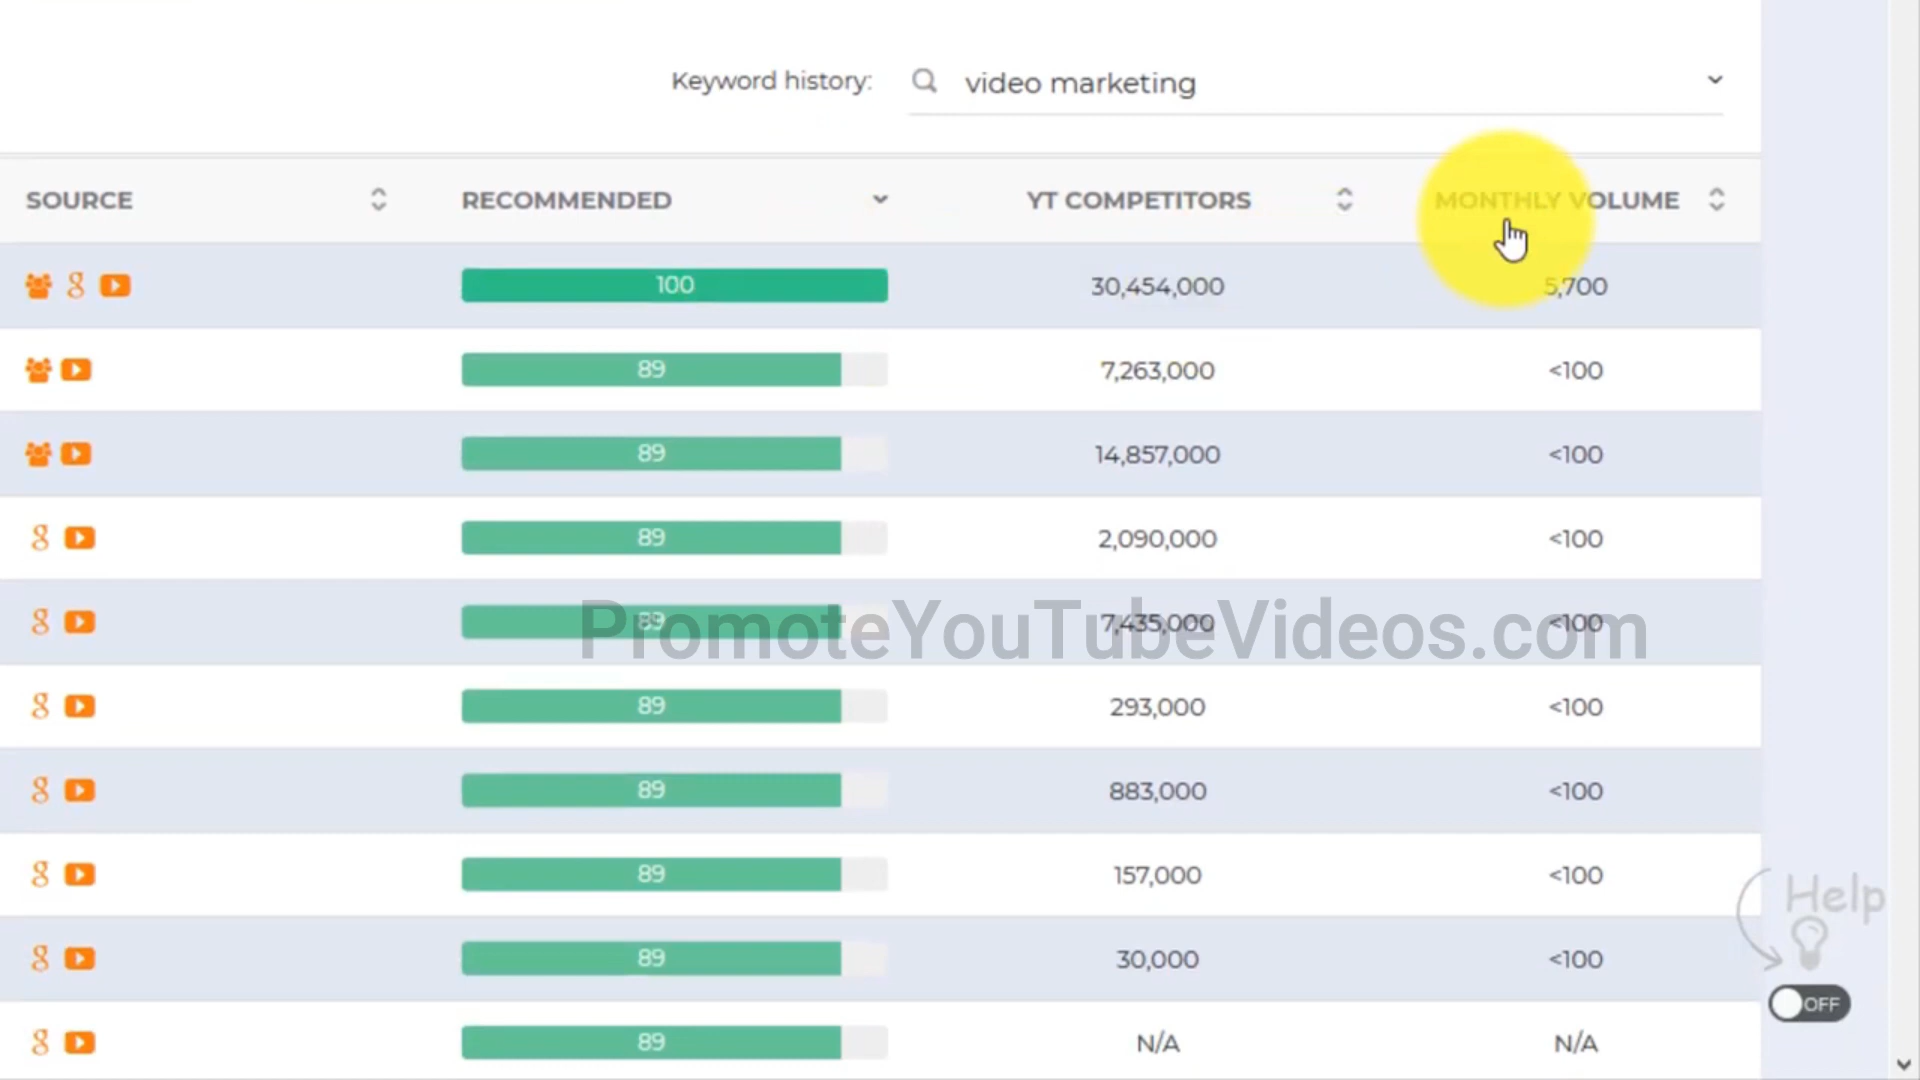 Keyword history: video marketing
SOURCE RECOMMENDED YT COMPETITORS MONTHLY VOLUME
g 100 30,454,000 5,700
89 7,263,000 <100
89 14,857,000 <100
g 89 2,090,000 <100
g 89 7,435,000 <100
PromoteYouTubeVideos.com
g 89 293,000 <100
g 89 883,000 <100
g 89 157,000 <100
Help
g 89 30,000 <100
OFF
g 89 N/A N/A